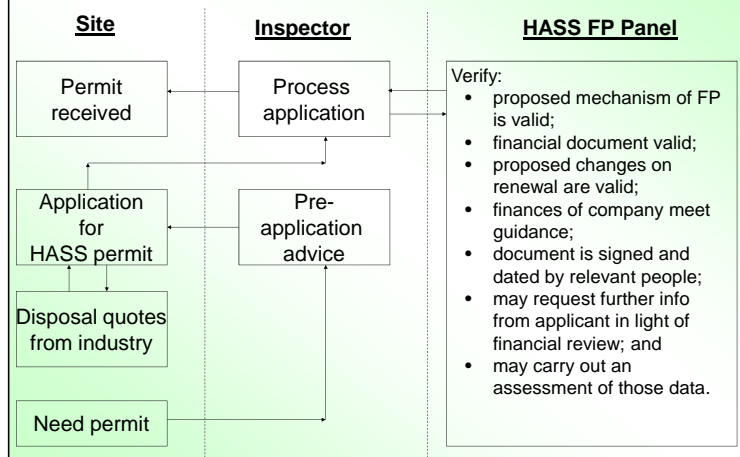 Site
Inspector
HASS FP Panel
Permit
received
Process
application
Application
for
HASS permit
Pre-
application
advice
Disposal quotes
from industry
Need permit
Verify:
• proposed mechanism of FP
is valid;
• financial document valid;
• proposed changes on
renewal are valid;
• finances of company meet
guidance;
• document is signed and
dated by relevant people;
• may request further info
from applicant in light of
financial review; and
• may carry out an
assessment of those data.